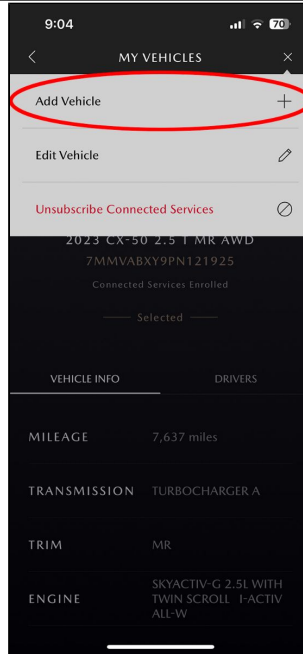 9:04
70
MY VEHICLES
Add Vehicle
Edit Vehicle
Unsubscribe Connected Services
2023 CX-50 2.5 T MR AWD
7MMVABXY9PN121925
Connected Services Enrolled
Selected
VEHICLE INFO DRIVERS
MILEAGE 7,637 miles
TRANSMISSION TURBOCHARGER A
TRIM MR
SKYACTIV-G 2.5L WITH
ENGINE TWIN SCROLL I-ACTIV
ALL-W